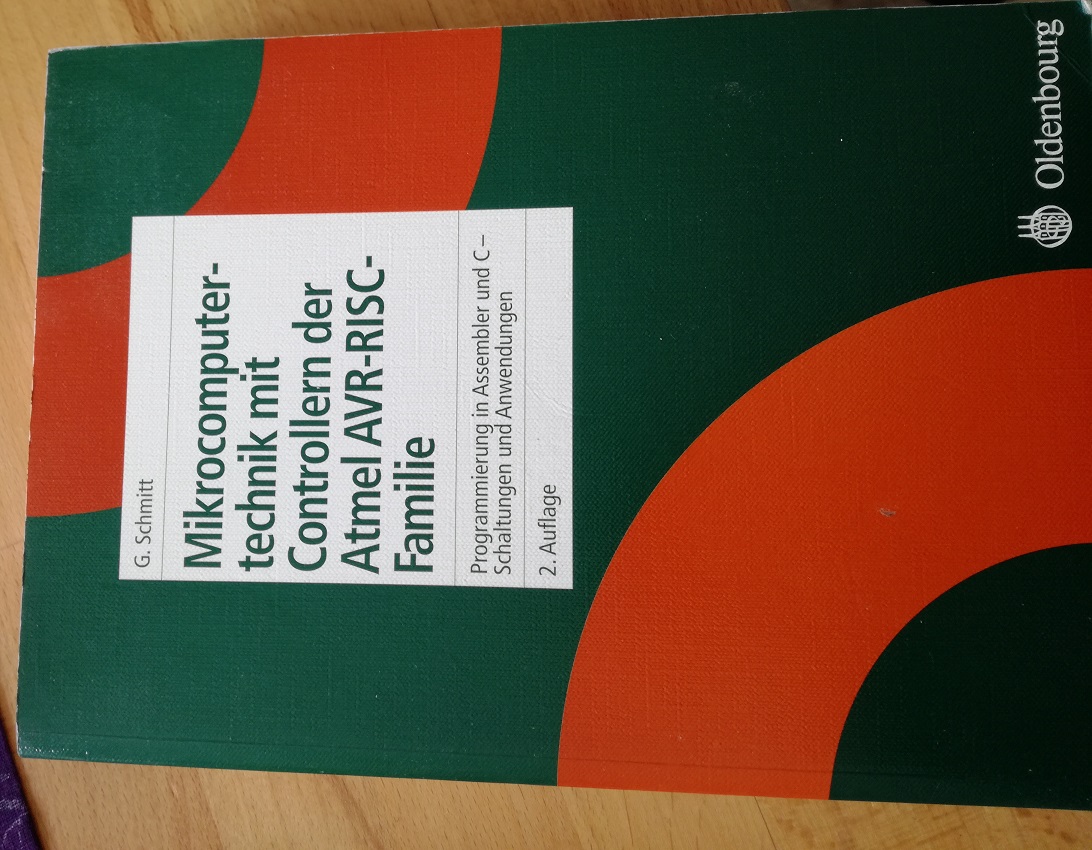 G. Schmitt
Mikrocomputer-
technik mit
Controllern der
Atmel AVR-RISC-
Familie
Programmierung in Assembler und C –
Schaltungen und Anwendungen
2. Auflage
Oldenbourg